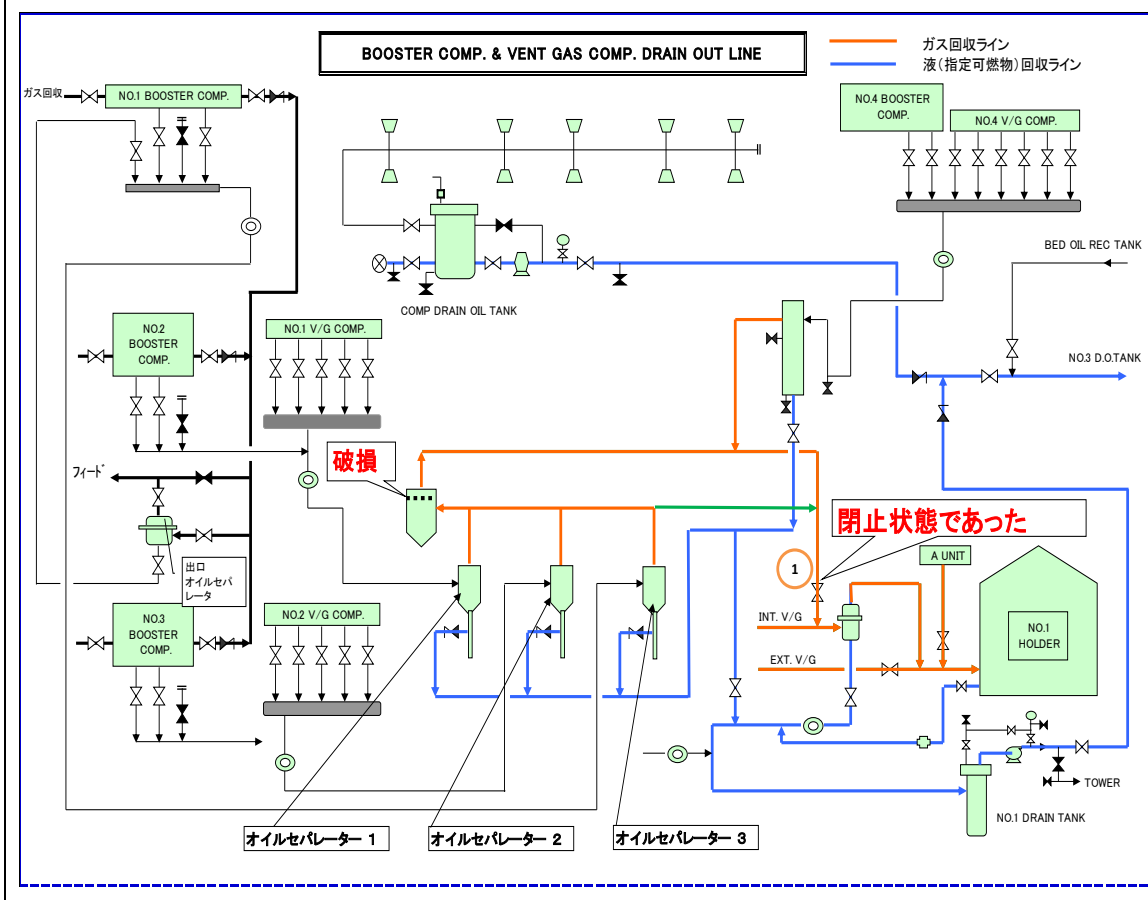 BOOSTER COMP. & VENT GAS COMP. DRAIN OUT LINE
ガス回収ライン
液(指定可燃物)回収ライン
ガス回収
NO.1 BOOSTER COMP.
NO.4 BOOSTER
COMP.
NO.4 V/G COMP.
BED OIL REC TANK
COMP DRAIN OIL TANK
NO.2
BOOSTER
COMP.
NO.1 V/G COMP.
NO.3 D.O.TANK
破損
フィード
閉止状態であった
出口
オイルセパ
レータ
1
A UNIT
NO.3
BOOSTER
COMP.
NO.2 V/G COMP.
INT. V/G
NO.1
HOLDER
EXT. V/G
TOWER
NO.1 DRAIN TANK
オイルセパレーター 1
オイルセパレーター 2
オイルセパレーター 3